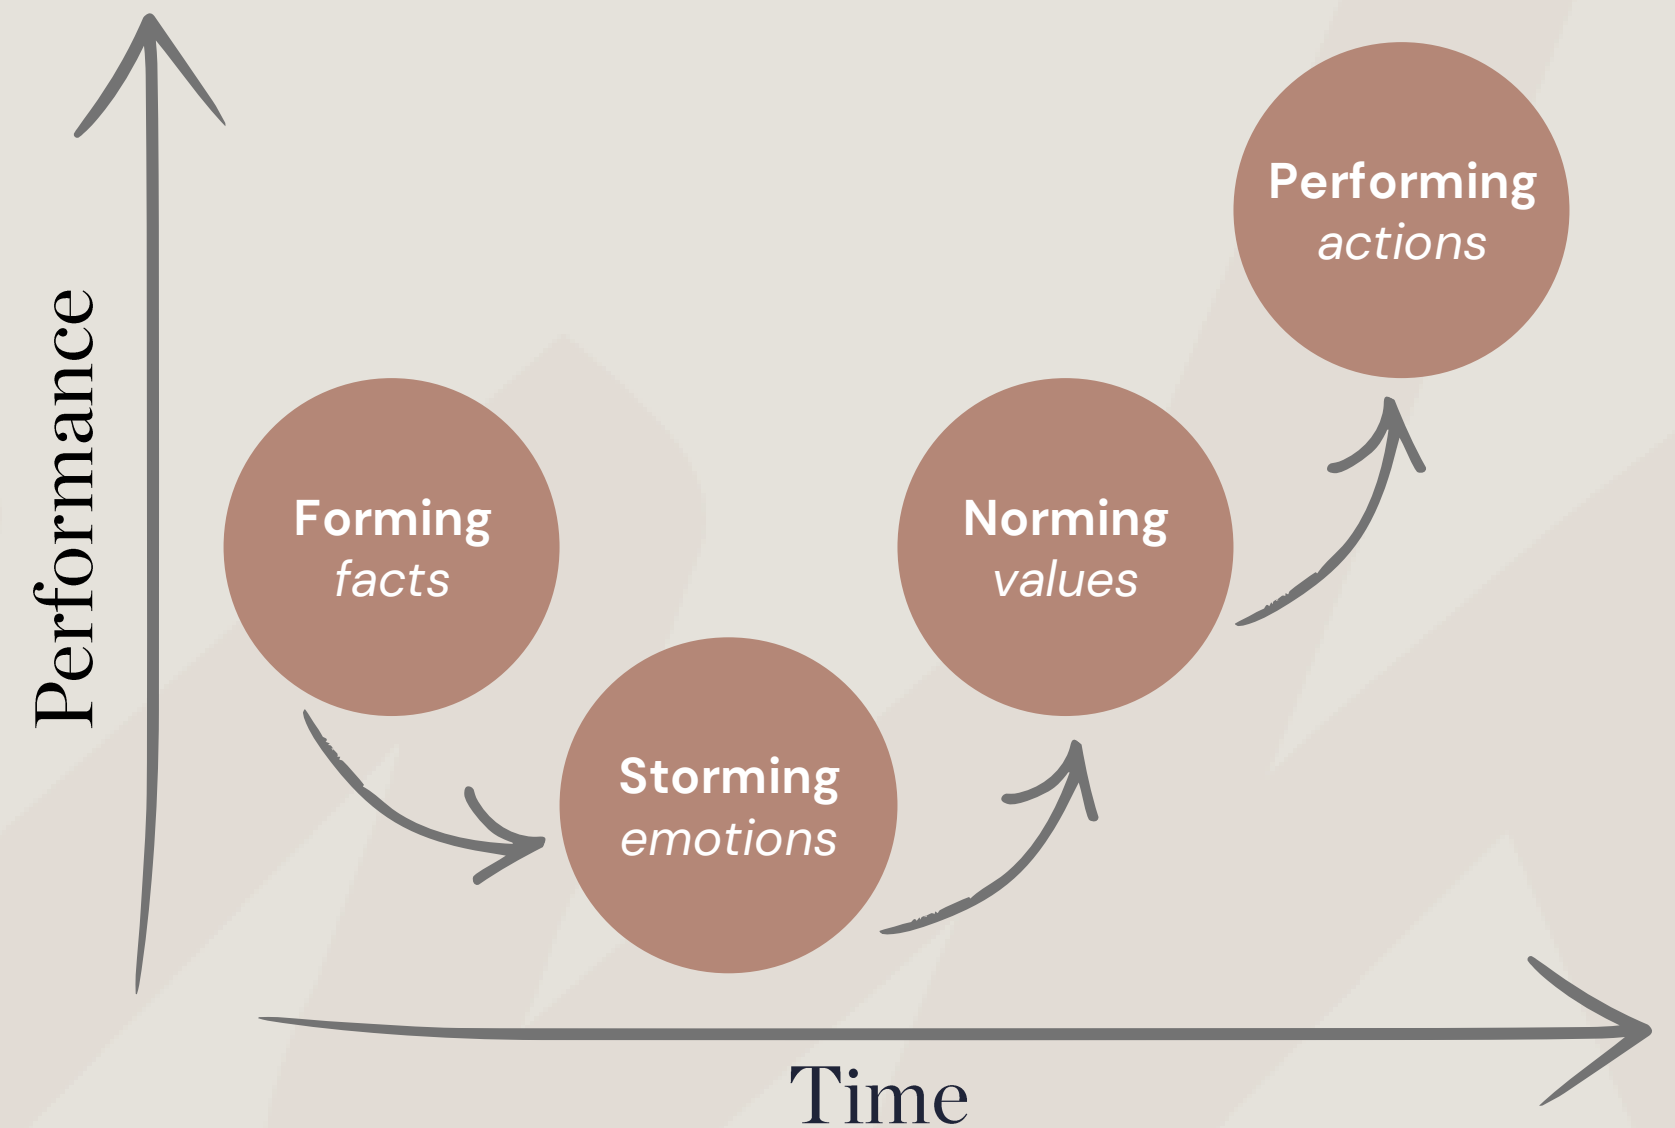 Performance
Forming
facts
Storming
emotions
Norming
values
Performing
actions
Time